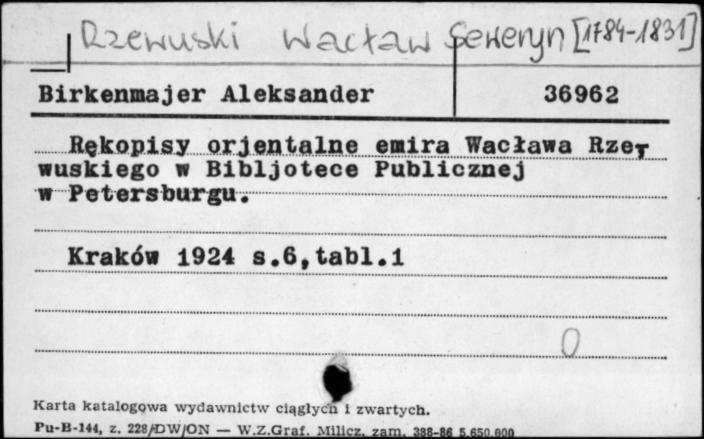 Rzewuski Wacław Seweryn [1784-1831]
Birkenmajer Aleksander 36962
Rękopisy orjentalne emira Wacława Rze-
wuskiego w Bibljotece Publicznej
w Petersburgu.
Kraków 1924 s.6,tabl.1
0
Karta katalogowa wydawnictw ciągłych i zwartych.
Pu-B-144, z. 228/DW/ON — W.Z.Graf. Milicz, zam. 388-86 5.650.000